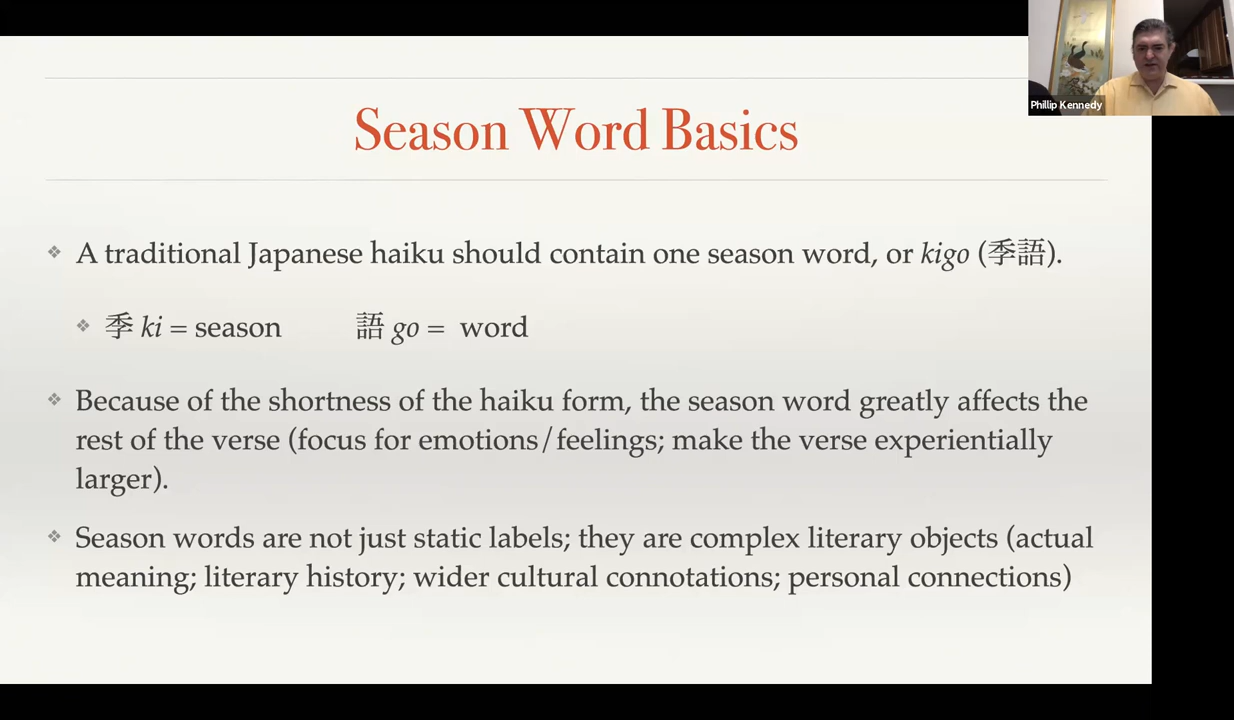 Phillip Kennedy
Season Word Basics
❖ A traditional Japanese haiku should contain one season word, or kigo (季語).
❖ 季 ki = season 語 go = word
❖ Because of the shortness of the haiku form, the season word greatly affects the
rest of the verse (focus for emotions/feelings; make the verse experientially
larger).
❖ Season words are not just static labels; they are complex literary objects (actual
meaning; literary history; wider cultural connotations; personal connections)